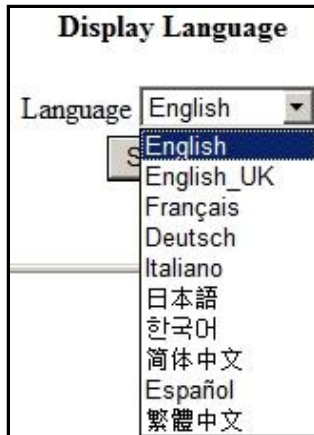 Display Language
Language English
S
English
English_UK
Français
Deutsch
Italiano
日本語
한국어
简体中文
Español
繁體中文